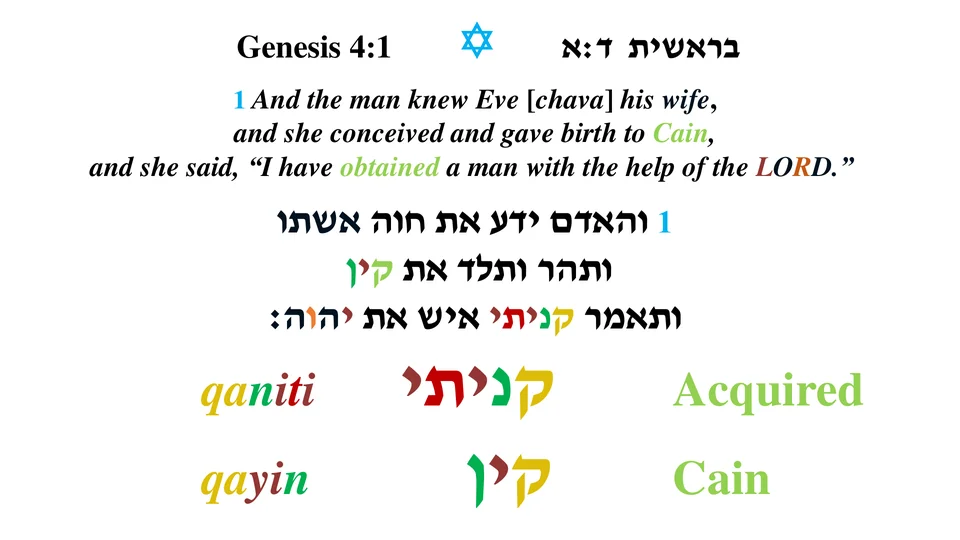 Genesis 4:1 ✡ בראשית ד:א
1 And the man knew Eve [chava] his wife,
and she conceived and gave birth to Cain,
and she said, “I have obtained a man with the help of the LORD.”
1 והאדם ידע את חוה אשתו
ותהר ותלד את קין
ותאמר קניתי איש את יהוה:
qaniti קניתי Acquired
qayin קין Cain